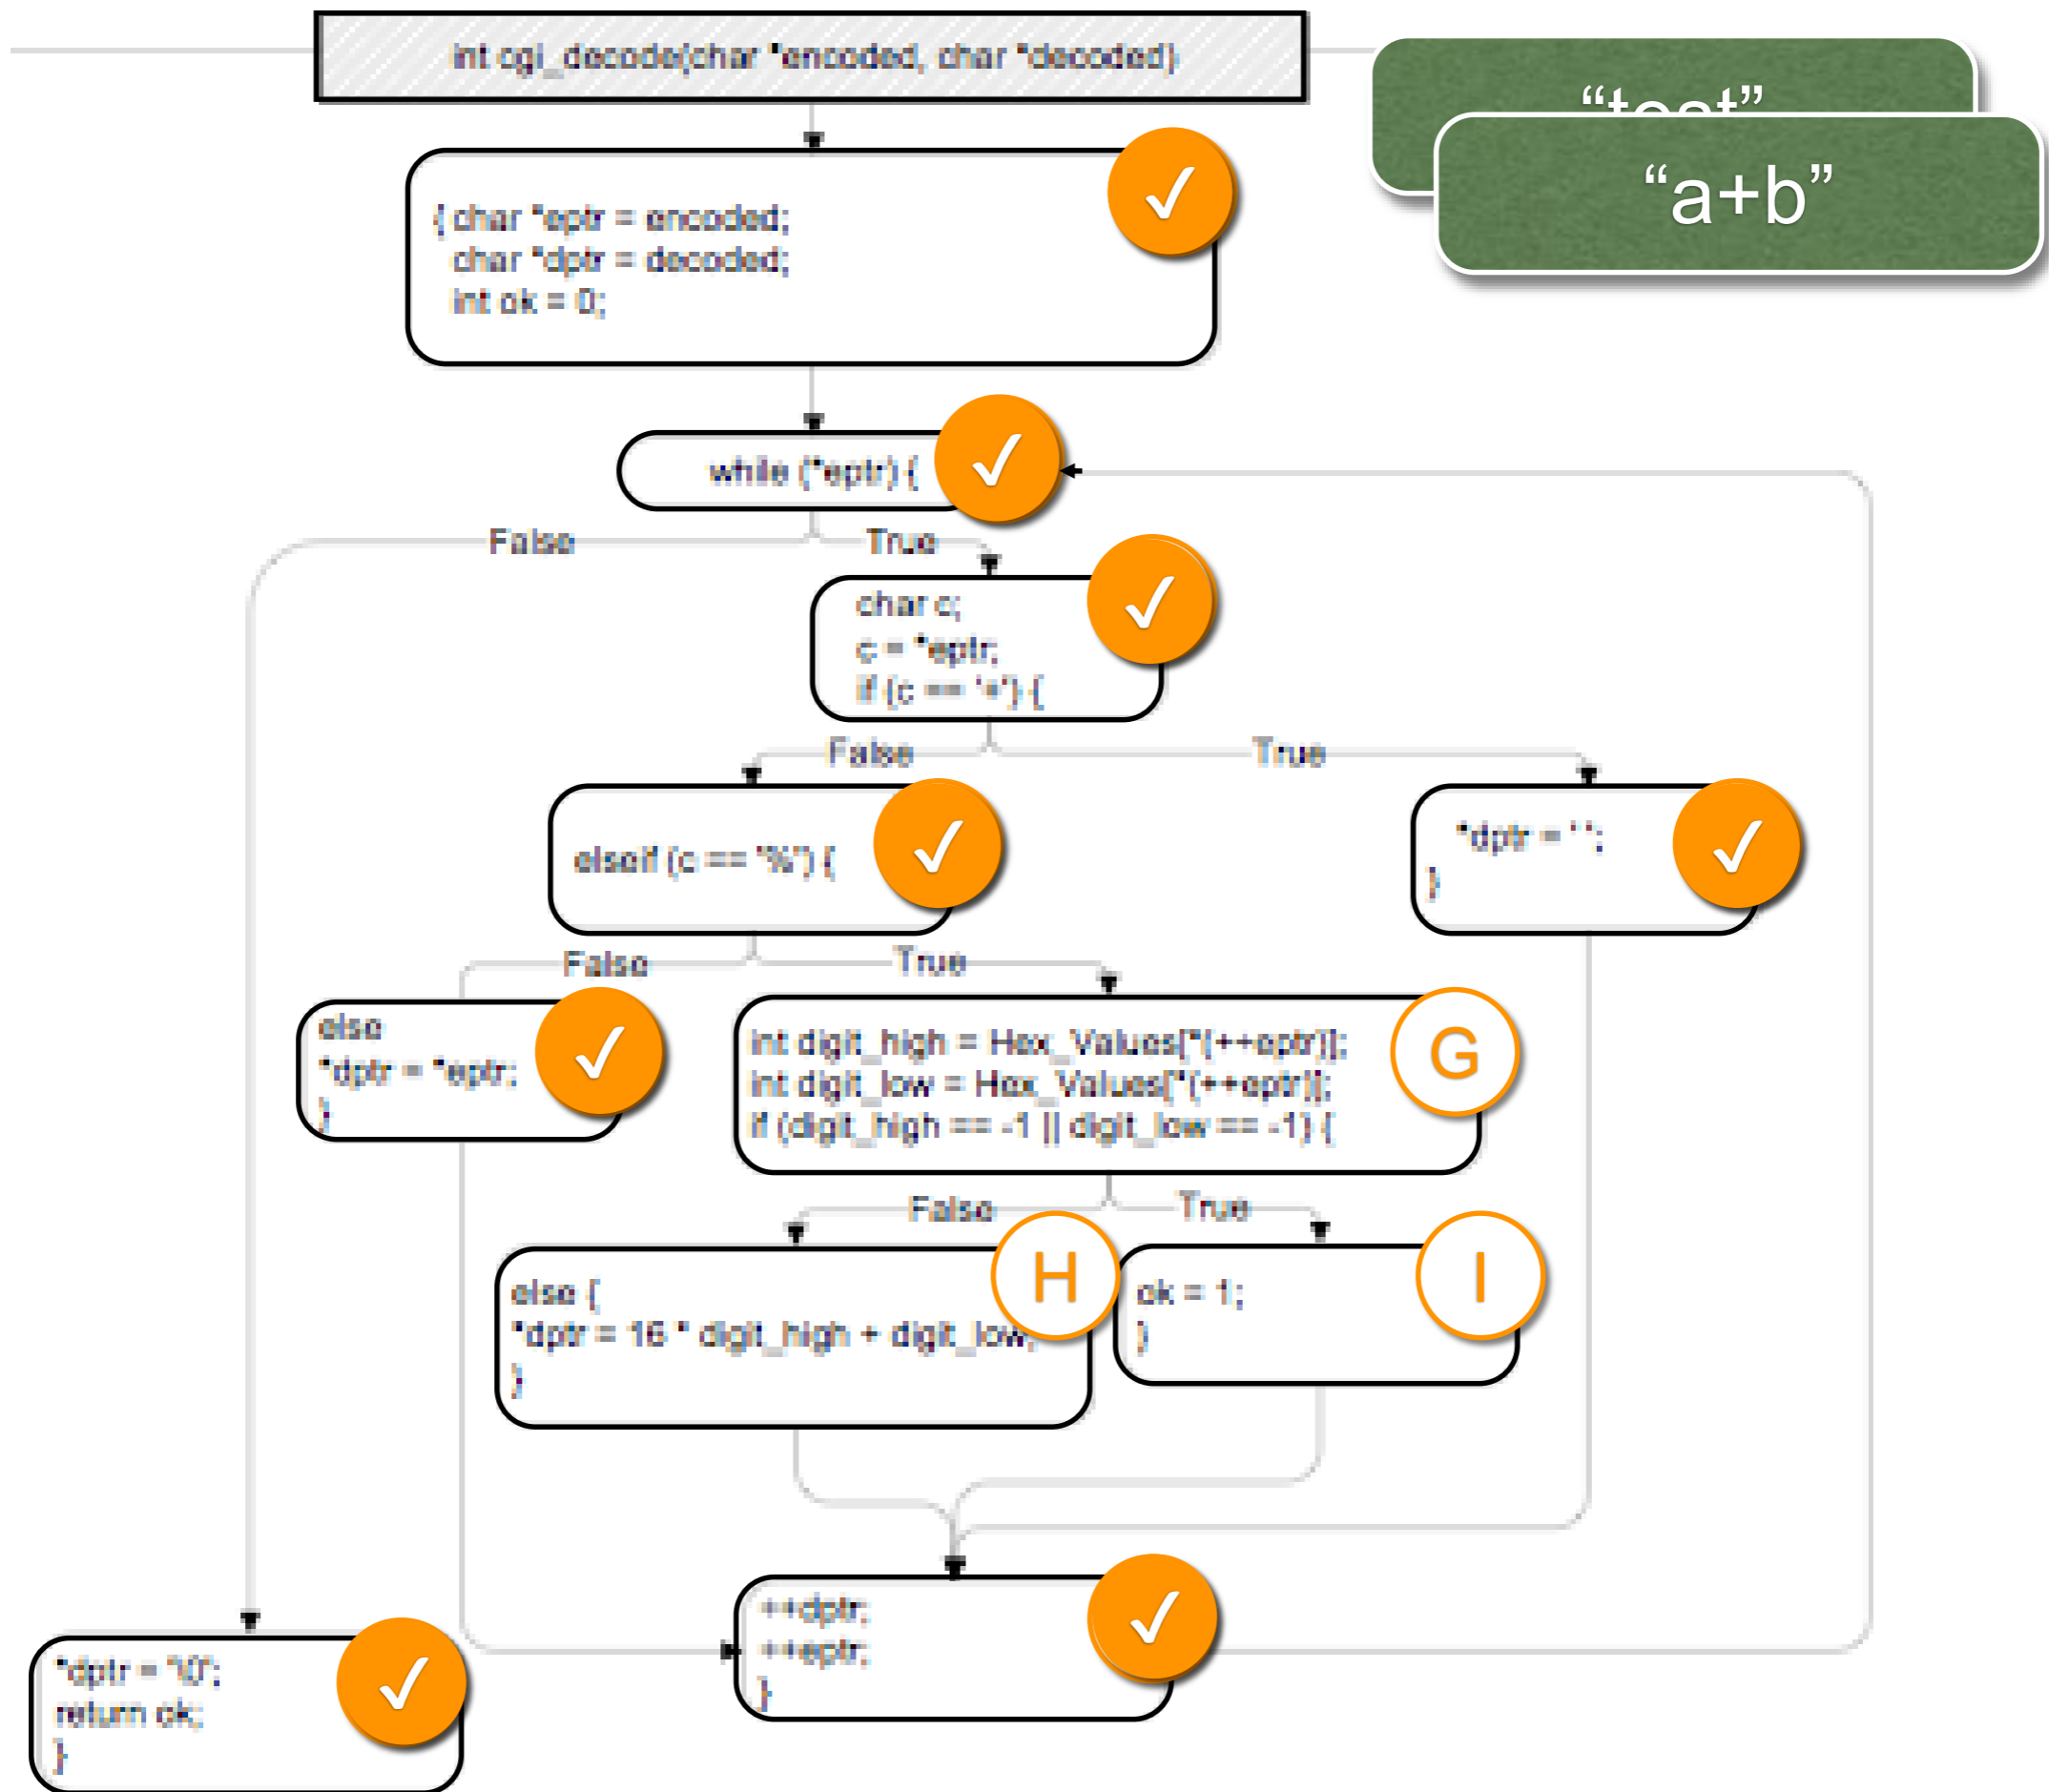 int cgi_decode(char *encoded, char *decoded)
“test”
“a+b”
{ char *eptr = encoded;
char *dptr = decoded;
int ok = 0;
✓
while (*eptr) {
✓
False
True
char c;
c = *eptr;
if (c == '+') {
✓
False
True
elseif (c == '%') {
✓
*dptr = ' ';
}
✓
False
True
else
*dptr = *eptr;
}
✓
int digit_high = Hex_Values[*(++eptr)];
int digit_low = Hex_Values[*(++eptr)];
if (digit_high == -1 || digit_low == -1) {
G
False
True
else {
*dptr = 16 * digit_high + digit_low;
}
H
ok = 1;
}
I
++dptr;
++eptr;
}
✓
*dptr = '\0';
return ok;
}
✓